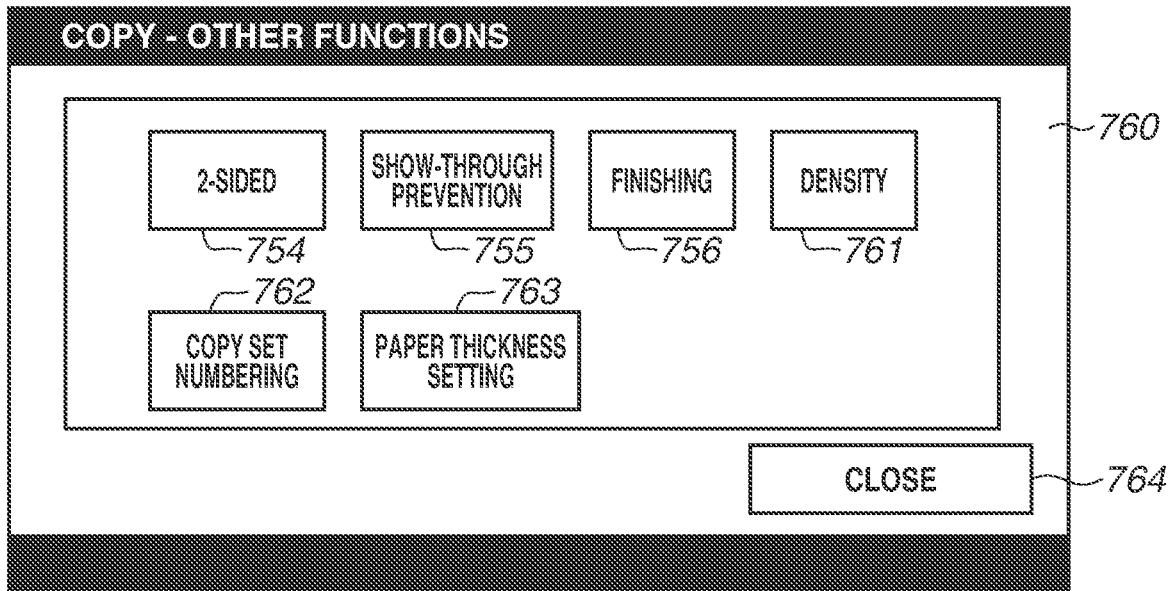 COPY - OTHER FUNCTIONS
760
2-SIDED
SHOW-THROUGH
PREVENTION
FINISHING
DENSITY
754
755
756
761
762
763
COPY SET
NUMBERING
PAPER THICKNESS
SETTING
CLOSE
764